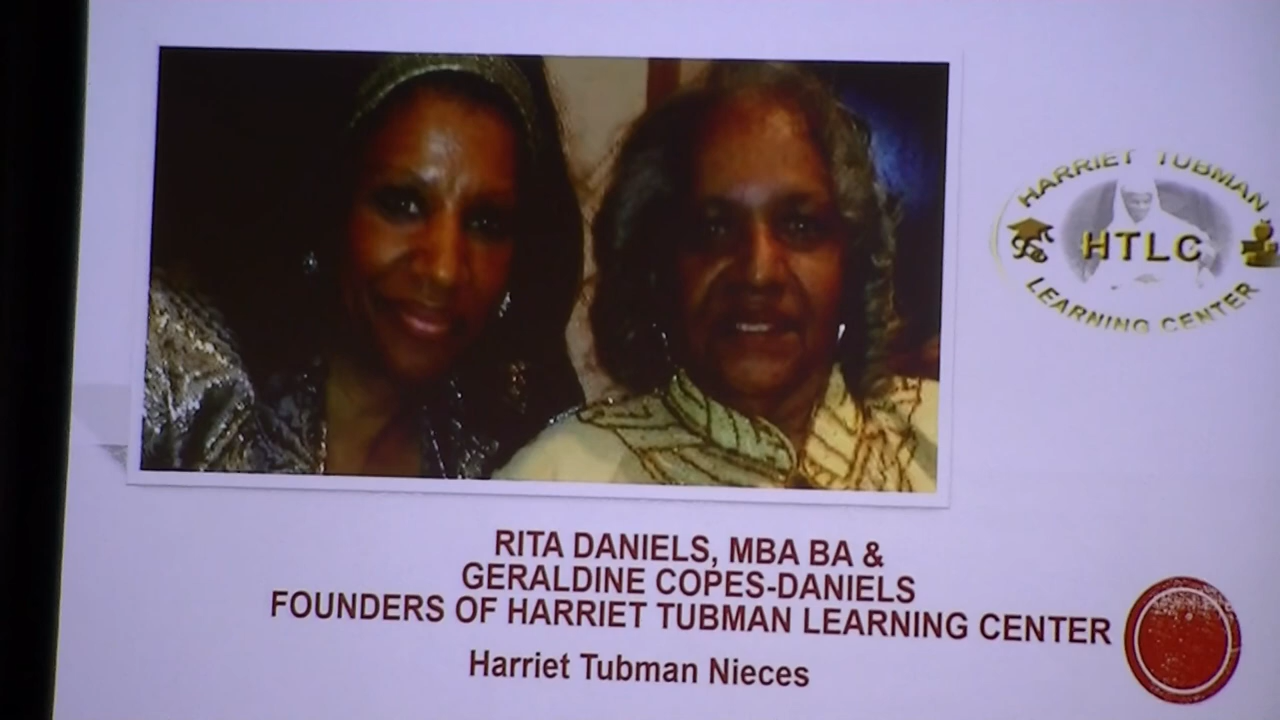 HARRIET TUBMAN
HTLC
LEARNING CENTER
RITA DANIELS, MBA BA &
GERALDINE COPES-DANIELS
FOUNDERS OF HARRIET TUBMAN LEARNING CENTER
Harriet Tubman Nieces